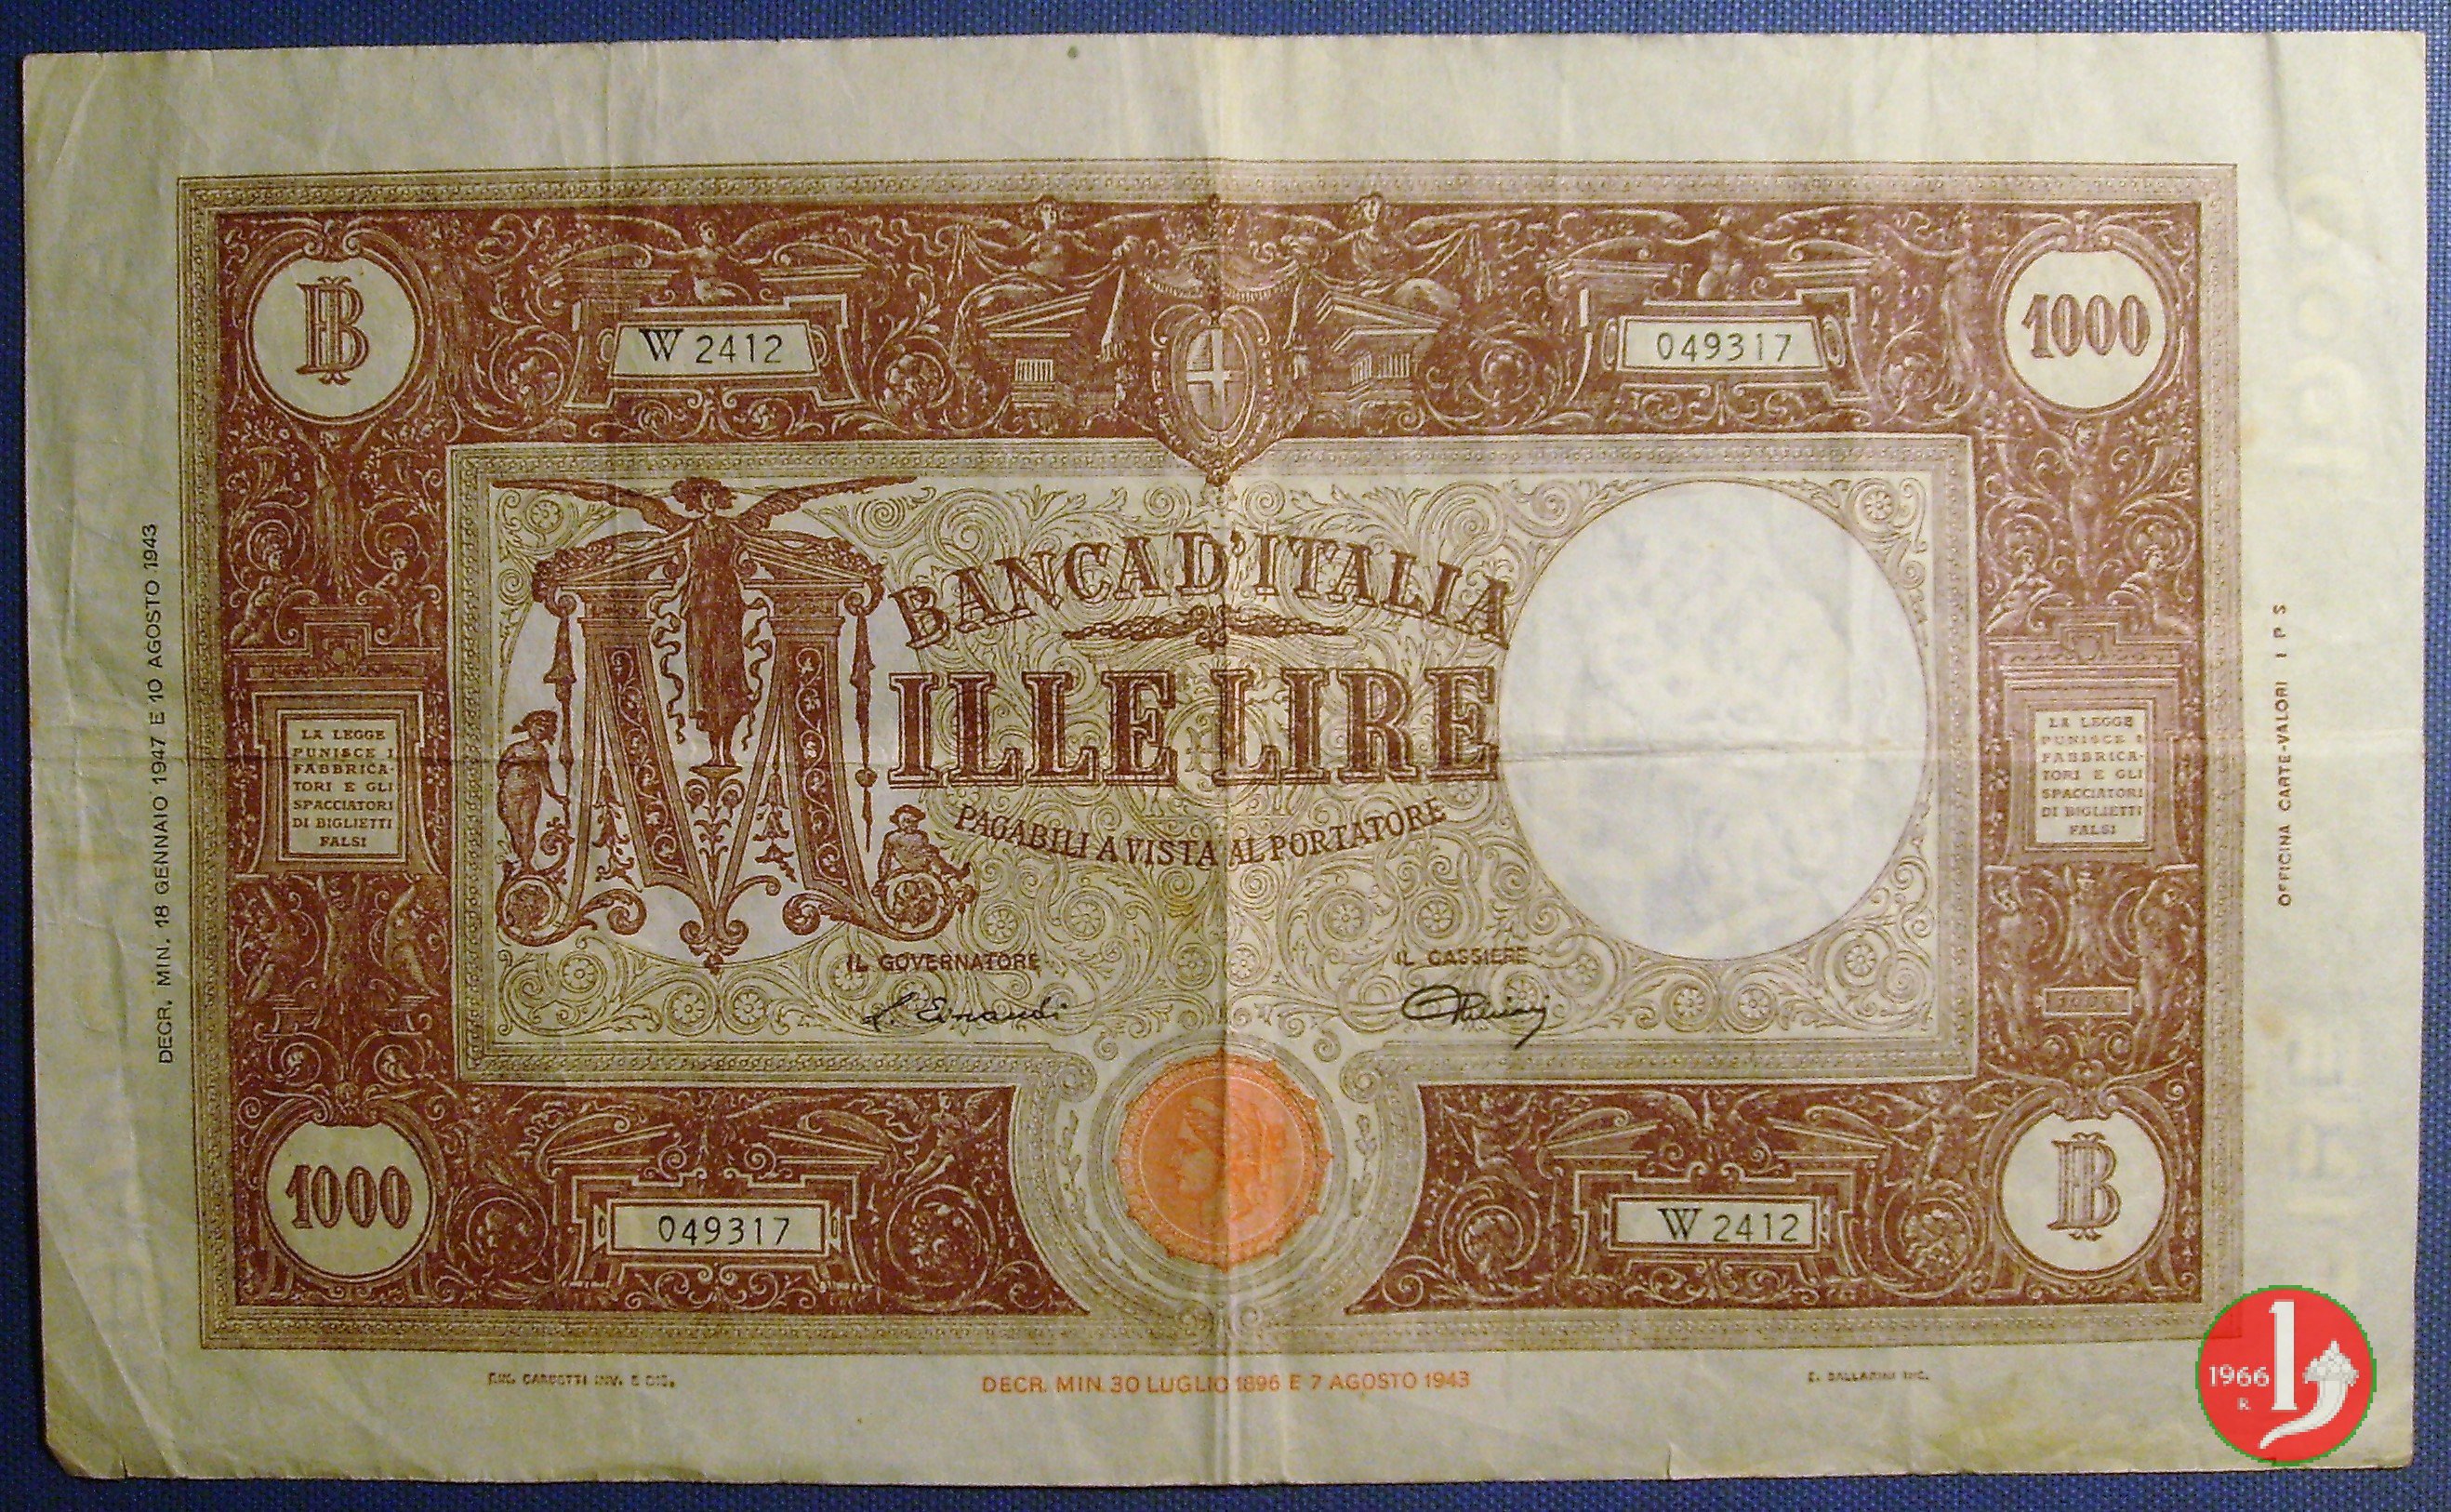 B
W 2412
049317
1000
DECR. MIN. 18 GENNAIO 1947 E 10 AGOSTO 1943
BANCA D'ITALIA
MILLE LIRE
PAGABILI A VISTA AL PORTATORE
LA LEGGE
PUNISCE I
FABBRICA-
TORI E GLI
SPACCIATORI
DI BIGLIETTI
FALSI
LA LEGGE
PUNISCE I
FABBRICA-
TORI E GLI
SPACCIATORI
DI BIGLIETTI
FALSI
OFFICINA CARTE-VALORI I P S
IL GOVERNATORE
IL CASSIERE
L. Einaudi
1000
1000
049317
W 2412
B
DECR. MIN. 30 LUGLIO 1896 E 7 AGOSTO 1943
1966
R